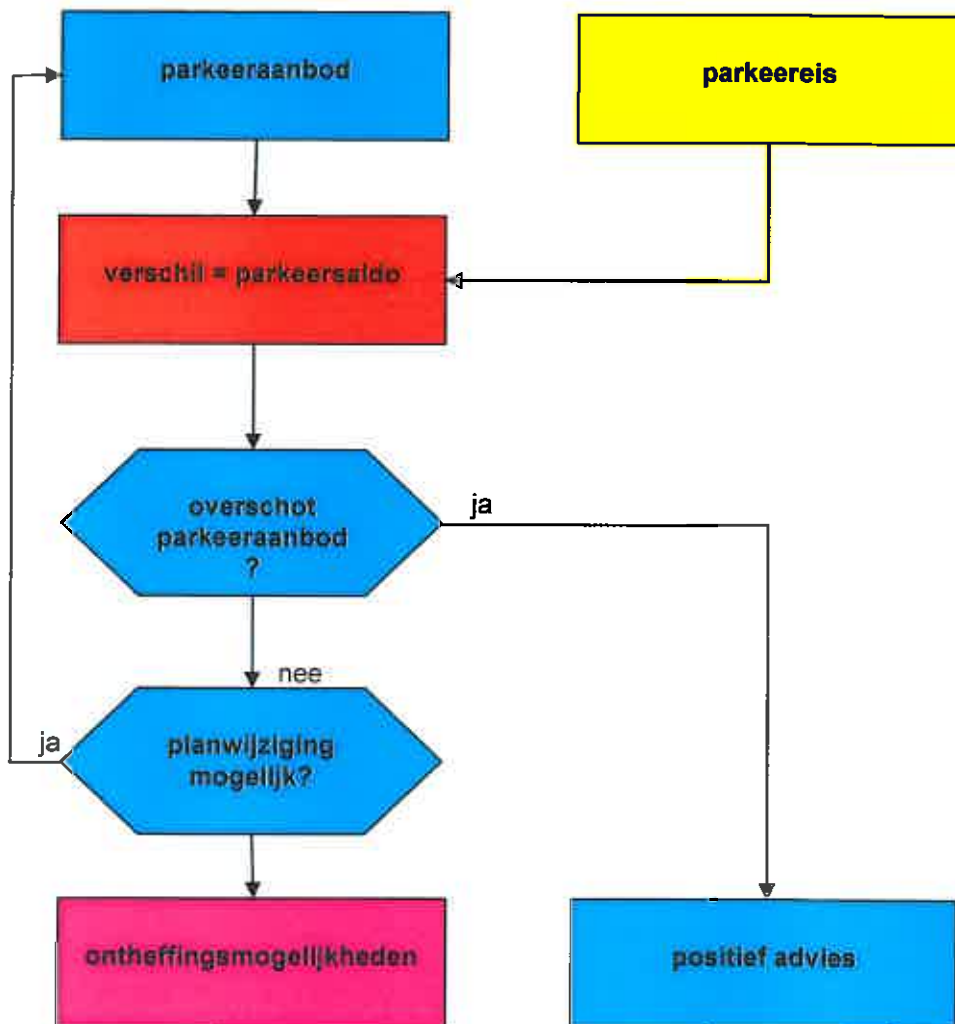 parkeeraanbod
parkeereis
verschil = parkeersaldo
overschot
parkeeraanbod
?
ja
nee
ja
planwijziging
mogelijk?
ontheffingsmogelijkheden
positief advies